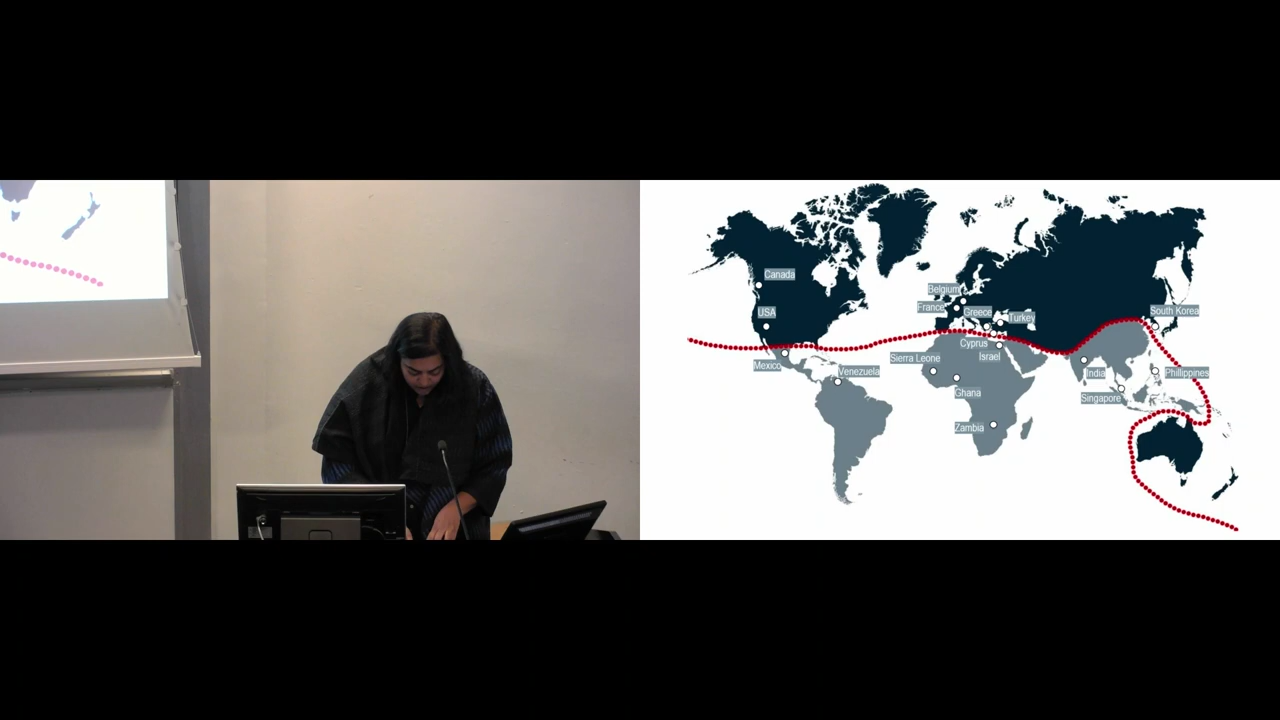 Canada
Belgium
France
Greece
Turkey
USA
South Korea
Cyprus
Israel
Sierra Leone
Mexico
Venezuela
India
Phillippines
Ghana
Singapore
Zambia